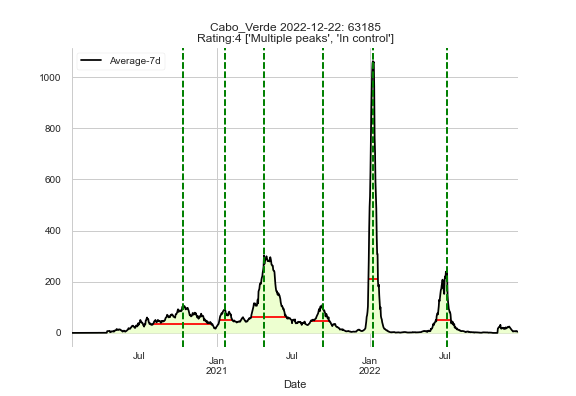 Cabo_Verde 2022-12-22: 63185
Rating:4 ['Multiple peaks', 'In control']
Average-7d
1000
800
600
400
200
0
Jul
Jan
2021
Jul
Jan
2022
Jul
Date